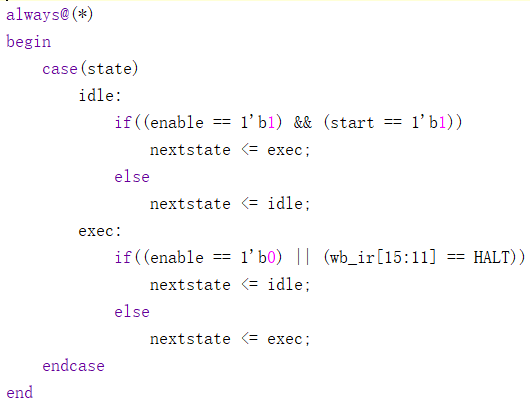 always@(*)
begin
    case(state)
        idle:
            if((enable == 1'b1) && (start == 1'b1))
                nextstate <= exec;
            else
                nextstate <= idle;
        exec:
            if((enable == 1'b0) || (wb_ir[15:11] == HALT))
                nextstate <= idle;
            else
                nextstate <= exec;
    endcase
end